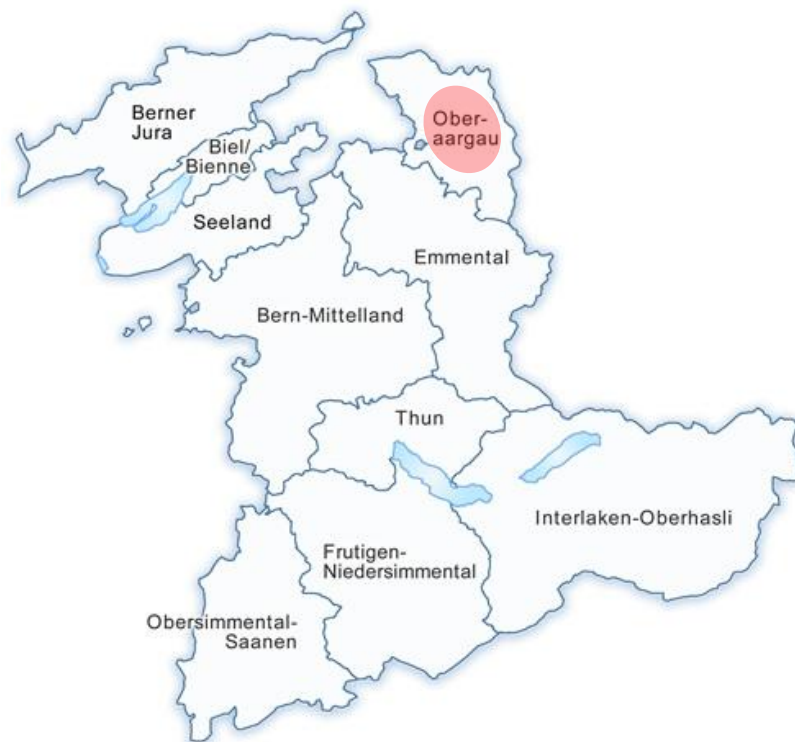 Berner
Jura
Ober-
aargau
Biel/
Bienne
Seeland
Emmental
Bern-Mittelland
Thun
Interlaken-Oberhasli
Frutigen-
Niedersimmental
Obersimmental-
Saanen